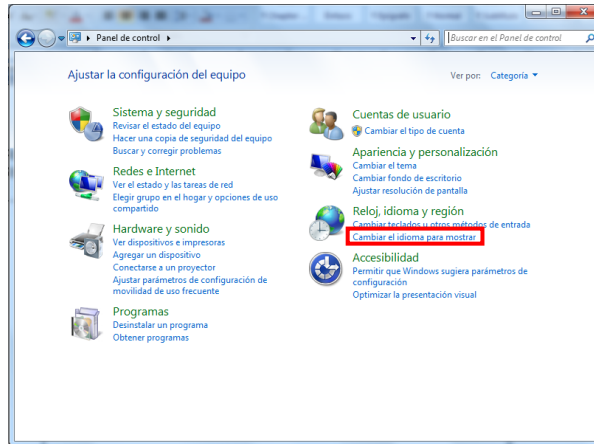 Panel de control
Buscar en el Panel de control
Ajustar la configuración del equipo
Ver por: Categoría
Sistema y seguridad
Revisar el estado del equipo
Hacer una copia de seguridad del equipo
Buscar y corregir problemas
Redes e Internet
Ver el estado y las tareas de red
Elegir grupo en el hogar y opciones de uso
compartido
Hardware y sonido
Ver dispositivos e impresoras
Agregar un dispositivo
Conectarse a un proyector
Ajustar parámetros de configuración de
movilidad de uso frecuente
Programas
Desinstalar un programa
Obtener programas
Cuentas de usuario
Cambiar el tipo de cuenta
Apariencia y personalización
Cambiar el tema
Cambiar fondo de escritorio
Ajustar resolución de pantalla
Reloj, idioma y región
Cambiar teclados u otros métodos de entrada
Cambiar el idioma para mostrar
Accesibilidad
Permitir que Windows sugiera parámetros de
configuración
Optimizar la presentación visual